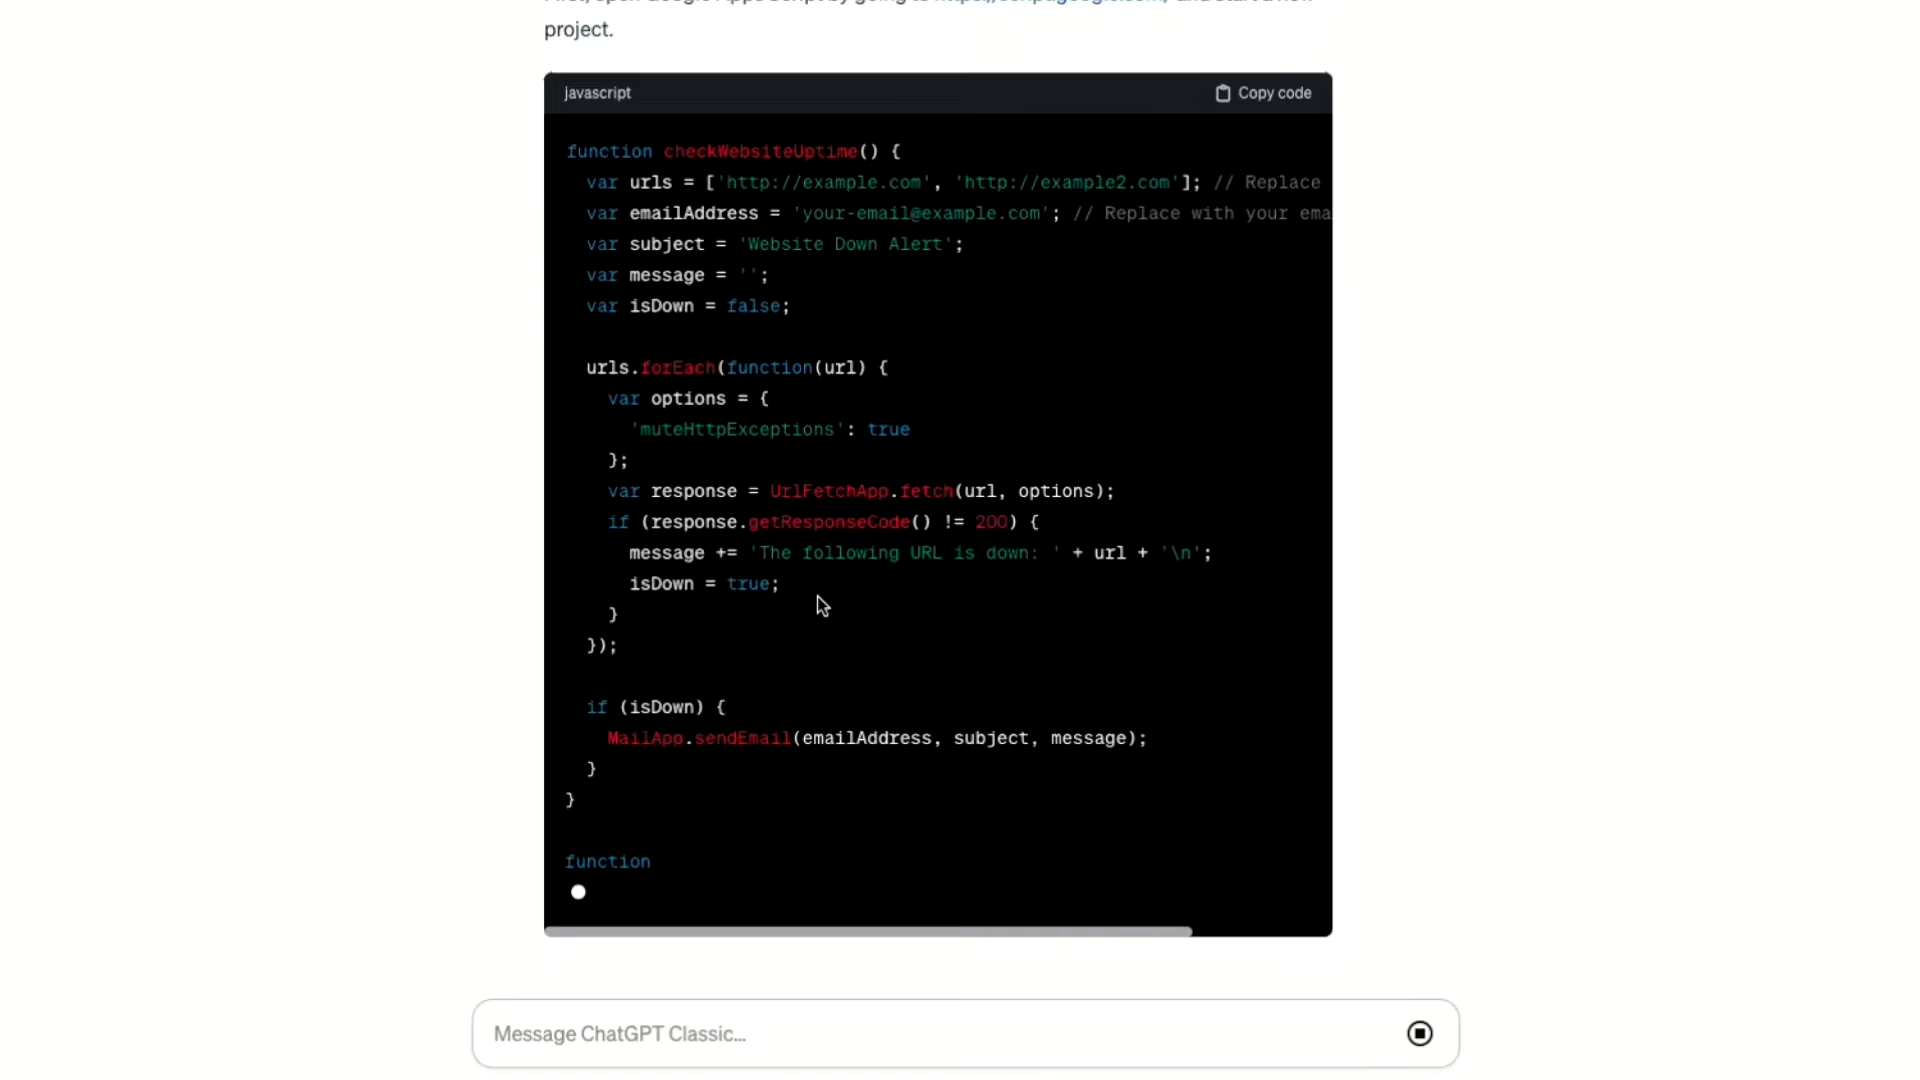 project.
javascript
Copy code
function checkWebsiteUptime() {
var urls = ['http://example.com', 'http://example2.com']; // Replace
var emailAddress = 'your-email@example.com'; // Replace with your ema
var subject = 'Website Down Alert';
var message = '';
var isDown = false;
urls.forEach(function(url) {
var options = {
'muteHttpExceptions': true
};
var response = UrlFetchApp.fetch(url, options);
if (response.getResponseCode() != 200) {
message += 'The following URL is down: ' + url + '\n';
isDown = true;
}
});
if (isDown) {
MailApp.sendEmail(emailAddress, subject, message);
}
}
function
Message ChatGPT Classic...